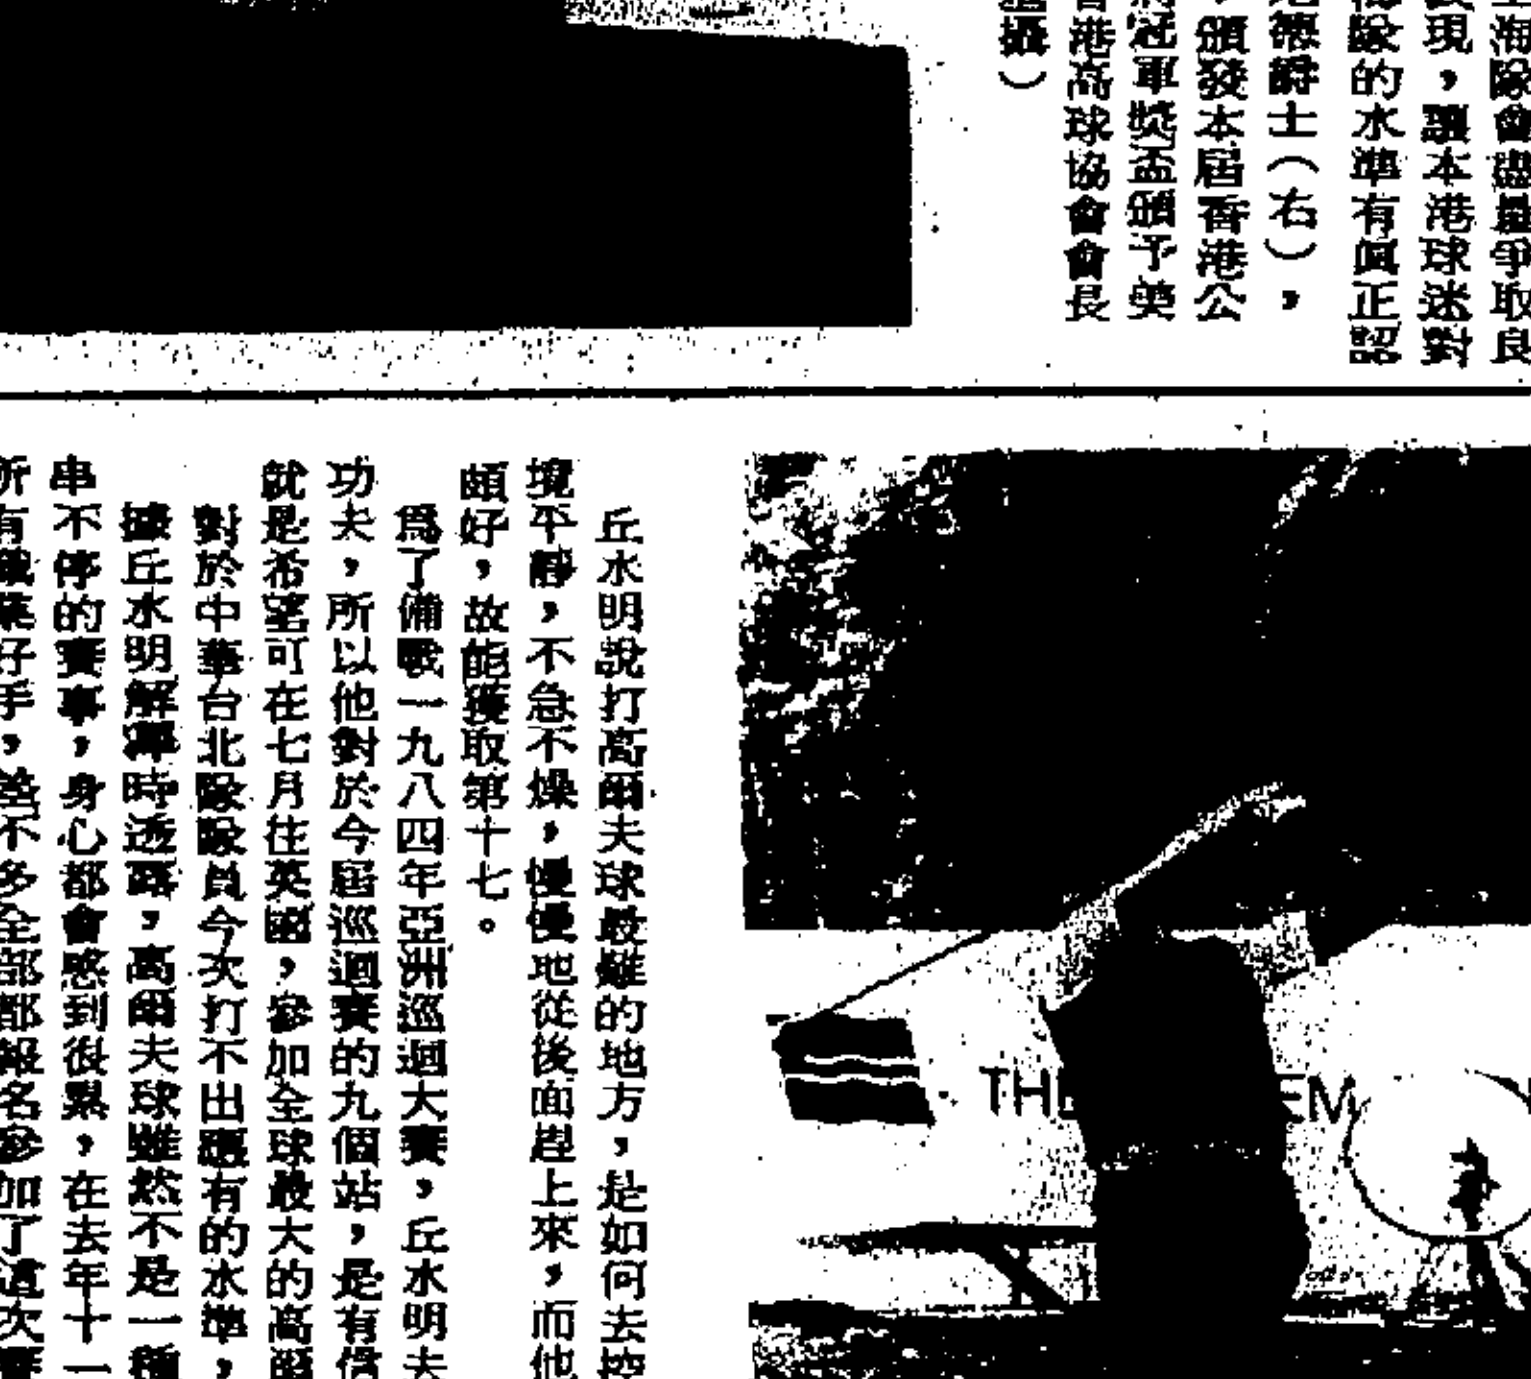 上海隊會盡量爭取良
表現，讓本港球迷對
海隊的水準有眞正認
德爵士（右），
，頒發本屆香港公
冠軍獎盃頒予美
香港高球協會會長
攝）
丘水明說打高爾夫球最難的地方，是如何去控
境平靜，不急不燥，慢慢地從後面趕上來，而他
頗好，故能獲取第十七。
爲了備戰一九八四年亞洲巡迴大賽，丘水明夫
功夫，所以他對於今屆巡迴賽的九個站，是有信
就是希望可在七月往英國，參加全球最大的高爾
對於中華台北隊隊員今次打不出應有的水準，
據丘水明解釋時透露，高爾夫球雖然不是一種
串不停的賽事，身心都會感到很累，在去年十一
所有職業好手，差不多全部都報名參加了這次賽
THE EM